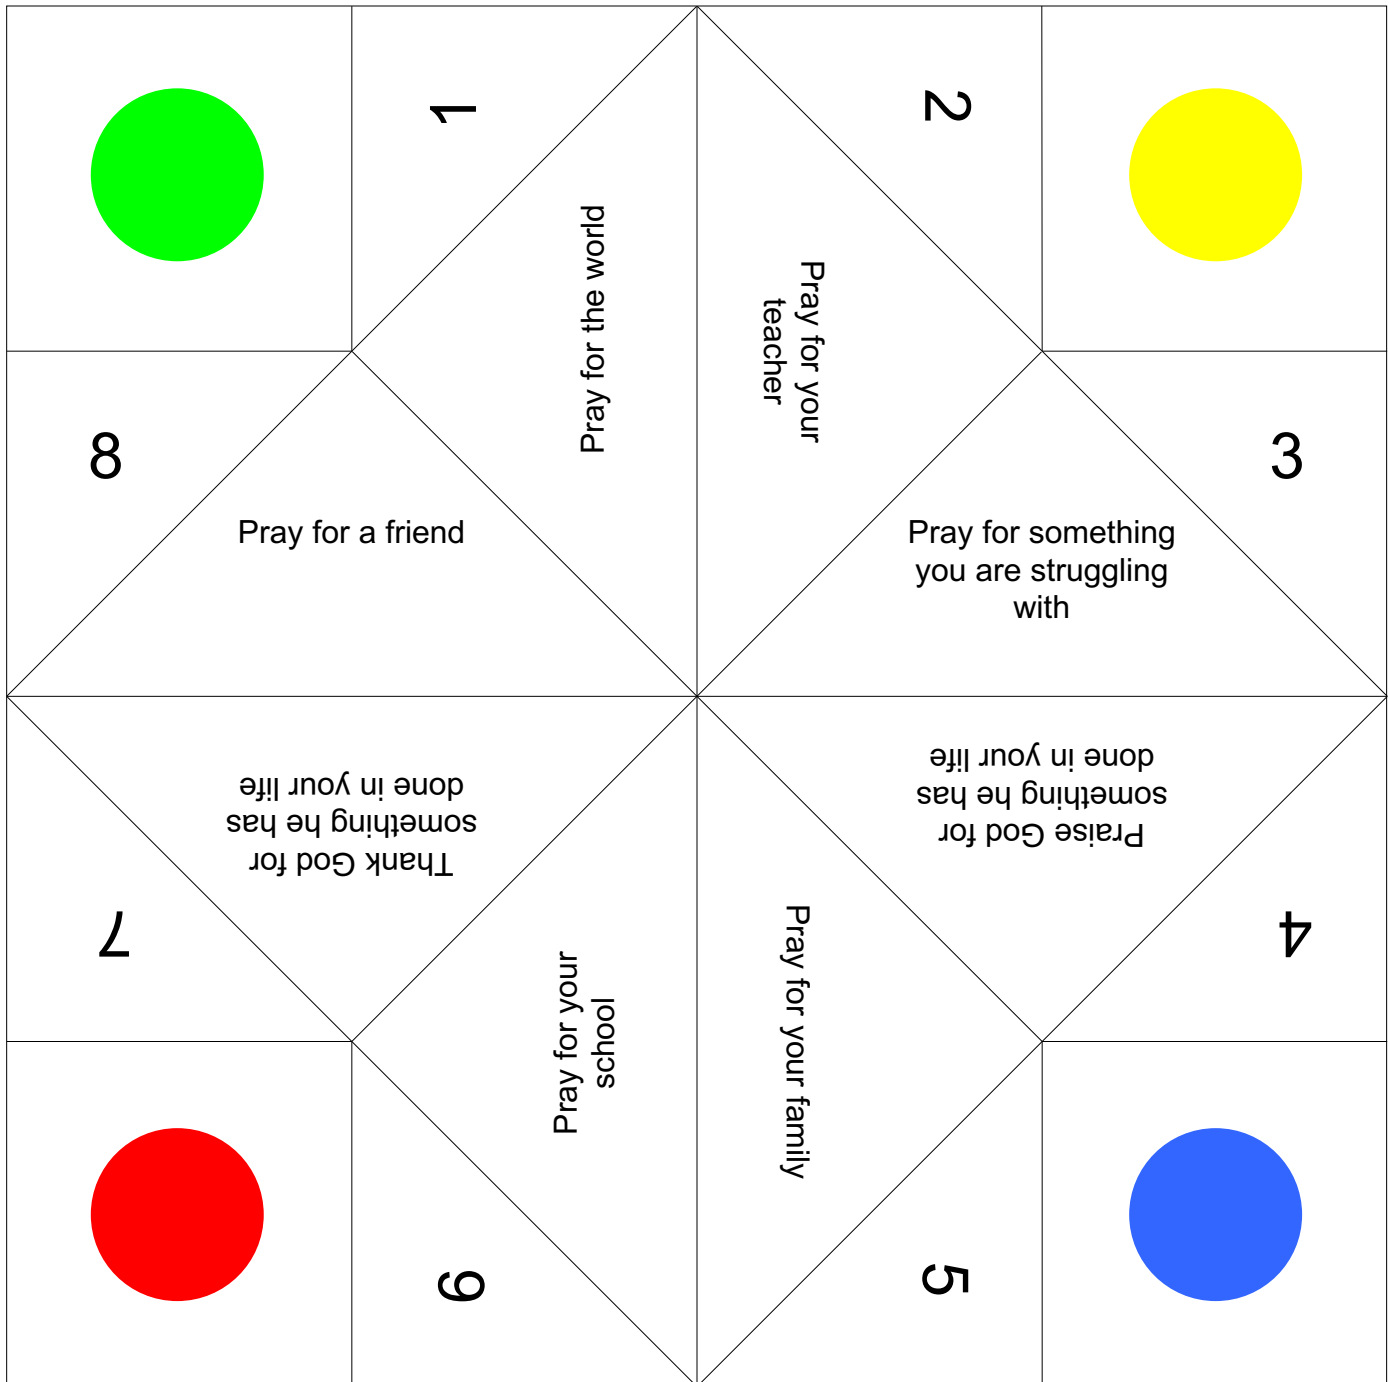 1
2
Pray for the world
Pray for your
teacher
8
3
Pray for a friend
Pray for something
you are struggling
with
Thank God for
something he has
done in your life
Praise God for
something he has
done in your life
7
4
Pray for your
school
Pray for your family
6
5